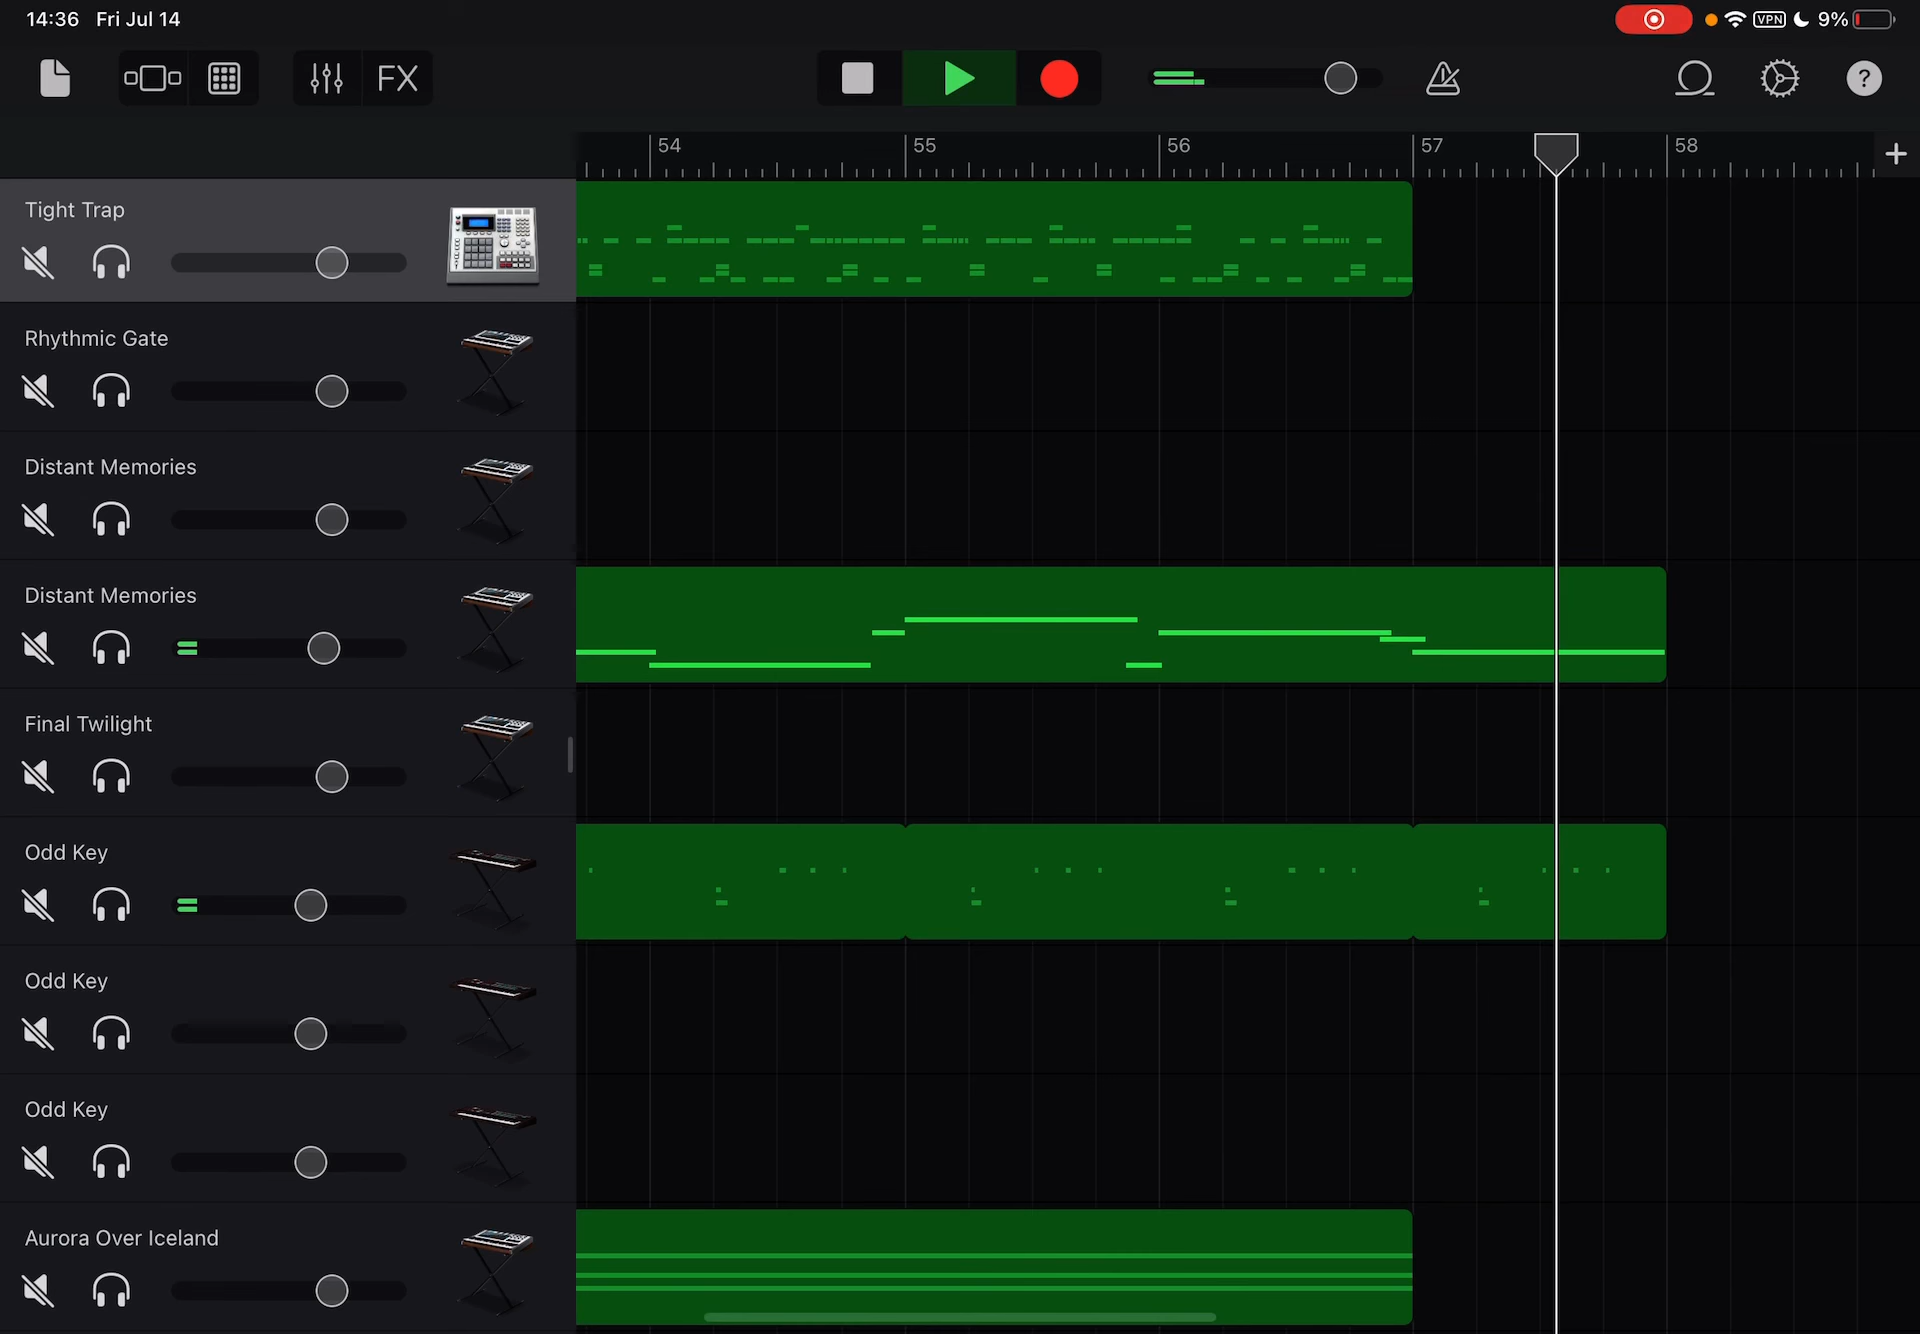 14:36 Fri Jul 14
VPN 9%
FX
?
54 55 56 57 58
Tight Trap
Rhythmic Gate
Distant Memories
Distant Memories
Final Twilight
Odd Key
Odd Key
Odd Key
Aurora Over Iceland